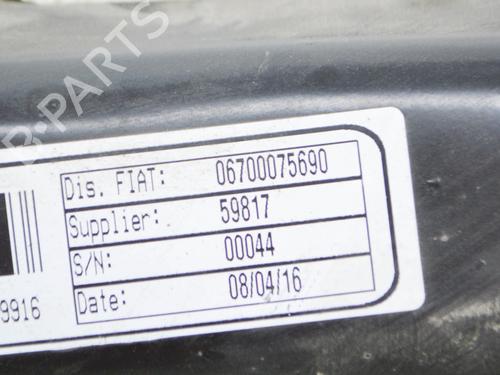 B-PARTS
Dis. FIAT: 06700075690
Supplier: 59817
S/N: 00044
9916
Date: 08/04/16